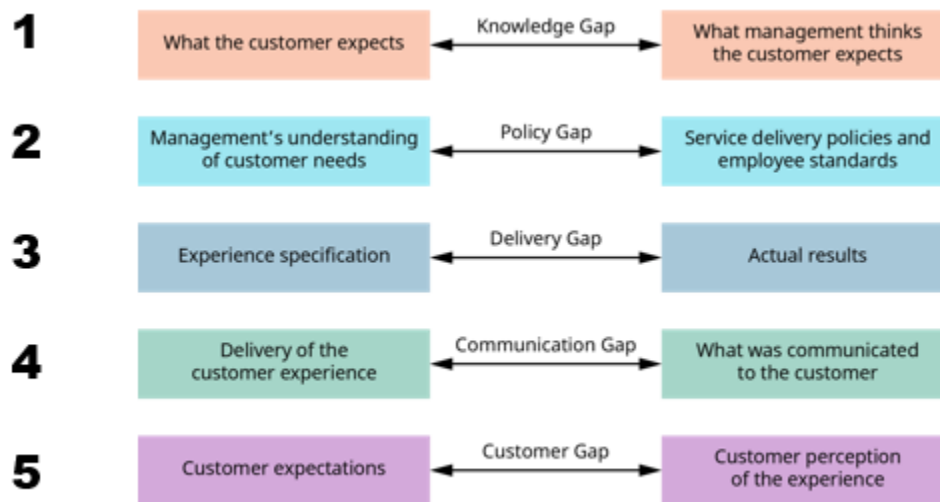 1
What the customer expects
Knowledge Gap
What management thinks
the customer expects
2
Management's understanding
of customer needs
Policy Gap
Service delivery policies and
employee standards
3
Experience specification
Delivery Gap
Actual results
4
Delivery of the
customer experience
Communication Gap
What was communicated
to the customer
5
Customer expectations
Customer Gap
Customer perception
of the experience